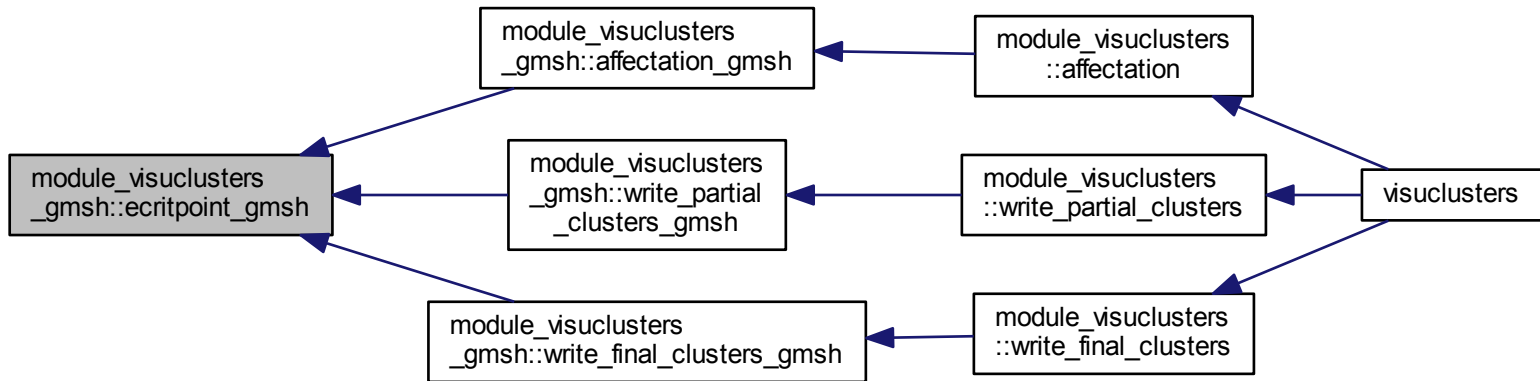 module_visuclusters
_gmsh::ecritpoint_gmsh
module_visuclusters
_gmsh::affectation_gmsh
module_visuclusters
::affectation
module_visuclusters
_gmsh::write_partial
_clusters_gmsh
module_visuclusters
::write_partial_clusters
visuclusters
module_visuclusters
_gmsh::write_final_clusters_gmsh
module_visuclusters
::write_final_clusters